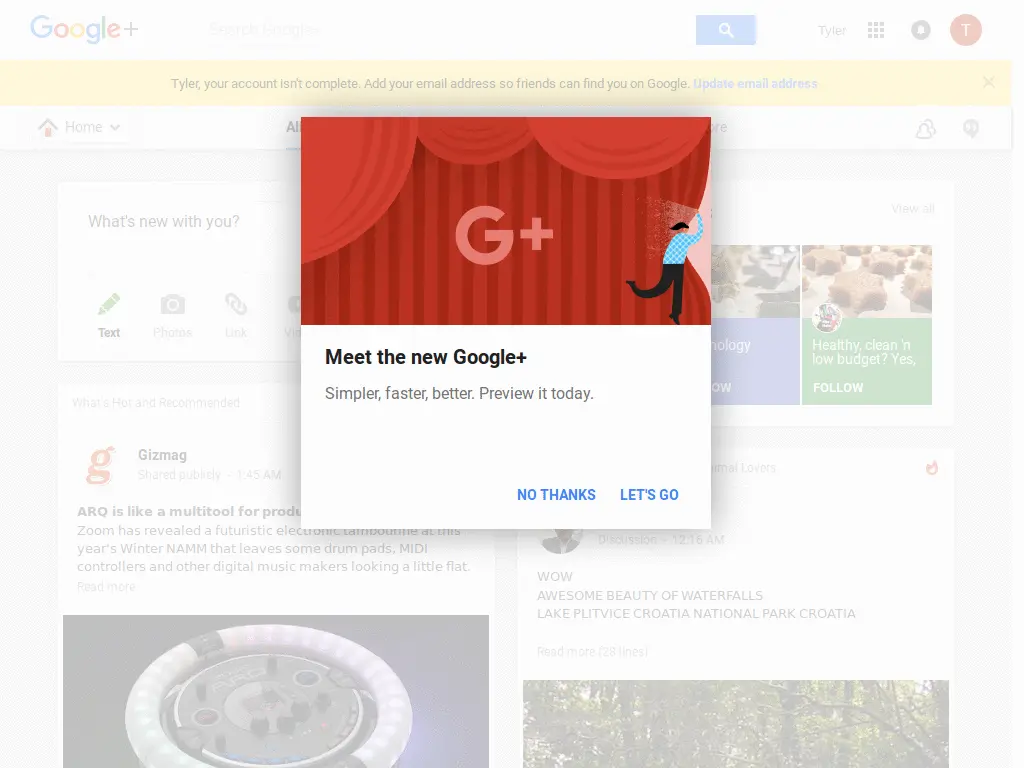 Google+
Search Google+
Tyler
T
Tyler, your account isn't complete. Add your email address so friends can find you on Google. Update email address
Home
All
What's new with you?
View all
Text
Photos
Link
G+
Meet the new Google+
Simpler, faster, better. Preview it today.
NO THANKS
LET'S GO
Healthy, clean 'n
low budget? Yes,
FOLLOW
What's Hot and Recommended
Gizmag
Shared publicly - 1:45 AM
ARQ is like a multitool for
Zoom has revealed a futuristic electronic tambourine at this
year's Winter NAMM that leaves some drum pads, MIDI
controllers and other digital music makers looking a little flat.
Read more
Lovers
Discussion - 12:16 AM
WOW
AWESOME BEAUTY OF WATERFALLS
LAKE PLITVICE CROATIA NATIONAL PARK CROATIA
Read more (28 lines)
ARQ